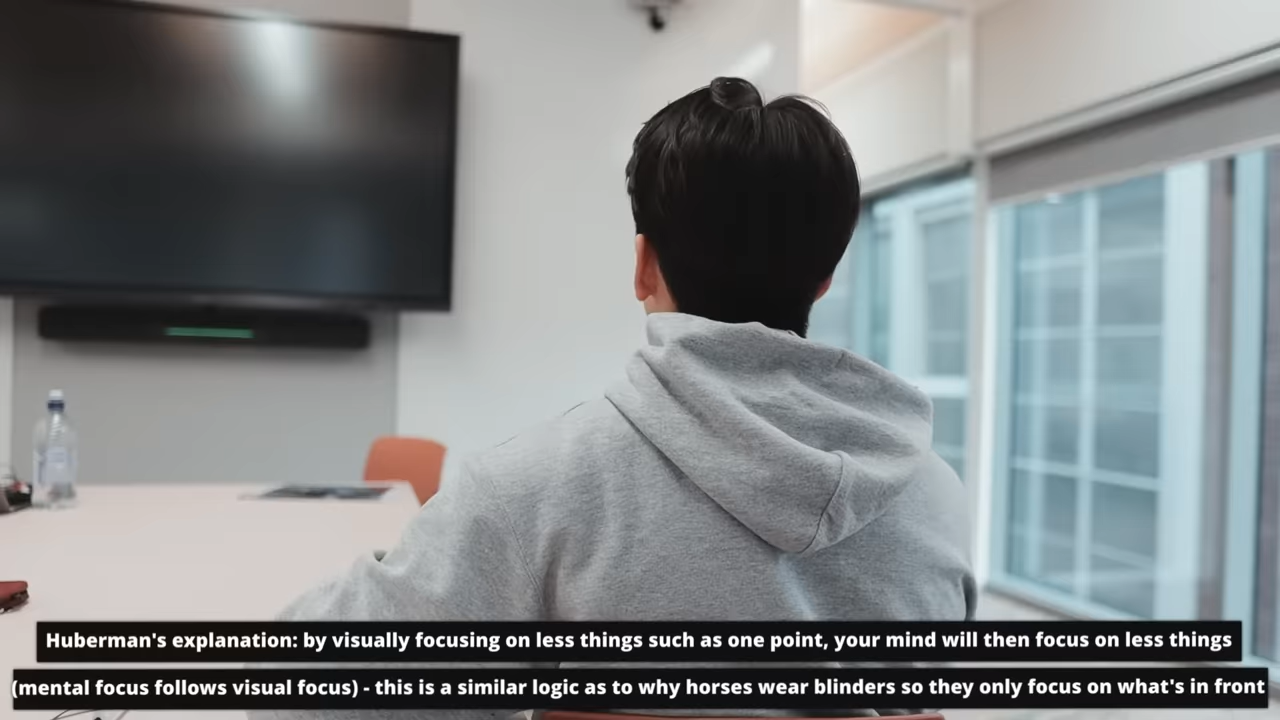 Huberman's explanation: by visually focusing on less things such as one point, your mind will then focus on less things
(mental focus follows visual focus) - this is a similar logic as to why horses wear blinders so they only focus on what's in front